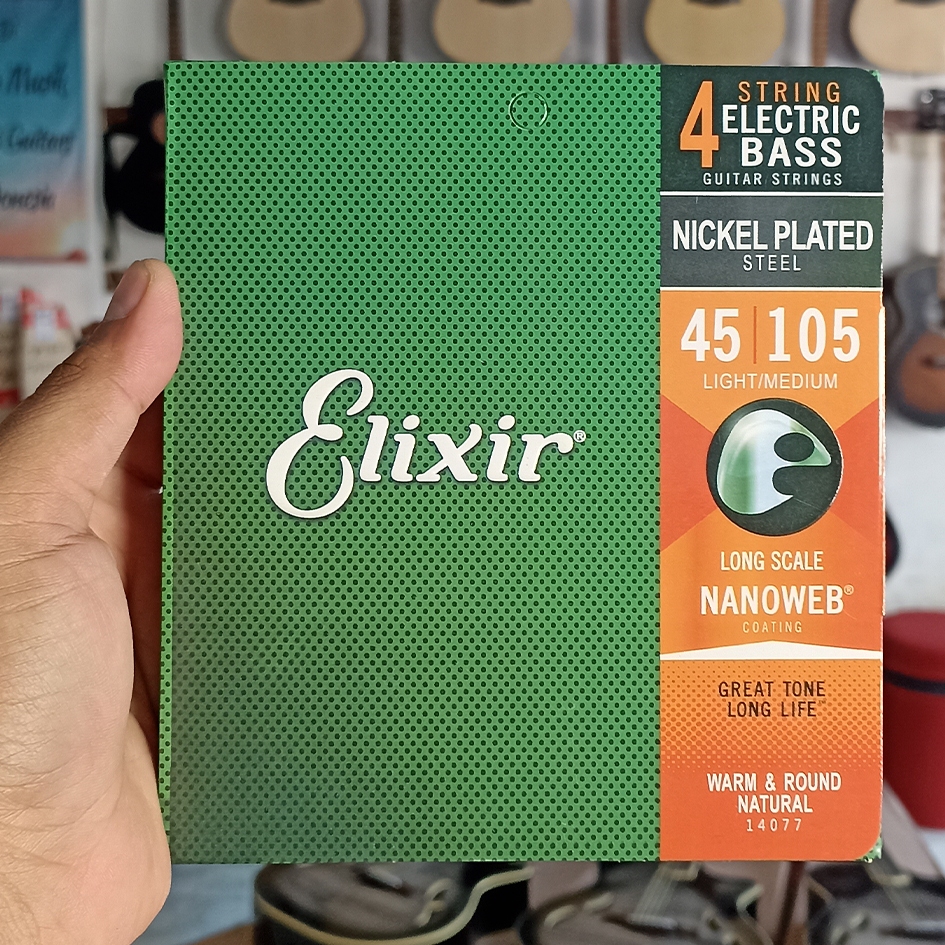 Elixir®
4 STRING
ELECTRIC
BASS
GUITAR STRINGS
NICKEL PLATED
STEEL
45 | 105
LIGHT/MEDIUM
LONG SCALE
NANOWEB®
COATING
GREAT TONE
LONG LIFE
WARM & ROUND
NATURAL
14077